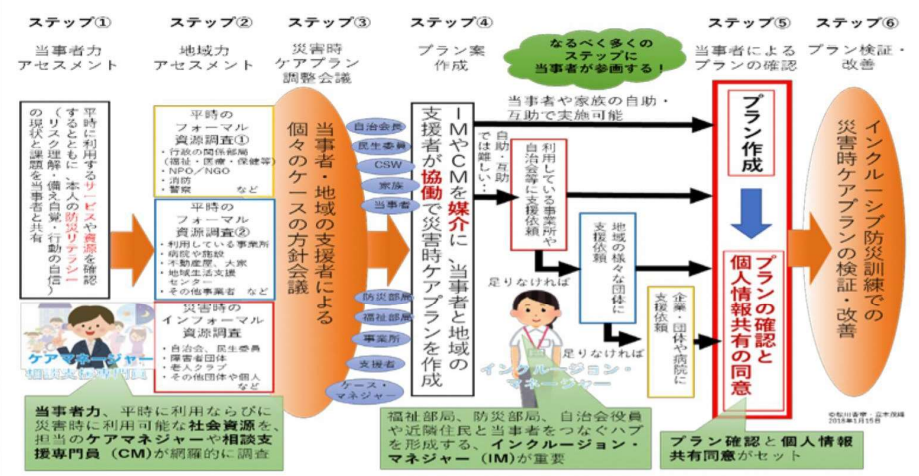 ステップ①
当事者力
アセスメント
平時に利用するサービスや資源を確認
するとともに、本人の防災リテラシー
(リスク理解・備え自覚・行動の自信)
の現状と課題を当事者と共有
ケアマネージャー
当事者力、平時に利用ならびに
災害時に利用可能な社会資源を、
担当のケアマネジャーや相談支
援専門員（CM）が網羅的に調査
ステップ②
地域力
アセスメント
平時の
フォーマル
資源調査①
・行政の関係部局
(福祉・医療・保健等)
・NPO／NGO
・消防
・警察 など
平時の
フォーマル
資源調査②
・利用している事業所
・病院や施設
・不動産屋、大家
・地域生活支援
センター
・その他事業者 など
災害時の
インフォーマル
資源調査
・自治会、民生委員
・障害者団体
・老人クラブ
・その他団体や個人
など
ステップ③
災害時
ケアプラン
調整会議
当事者・地域の支援者による
個々のケースの方針会議
自治会長
民生委員
CSW
家族
当事者
防災部局
福祉部局
事業所
支援者
ケース・
マネジャー
ステップ④
プラン案
作成
IMやCMを媒介に、当事者と地域の
支援者が協働で災害時ケアプランを作成
なるべく多くの
ステップに
当事者が参画する！
当事者や家族の自助・
互助で実施可能
自助・互助
では難しい…
利用している事業所や
自治会等に支援依頼
足りなければ
地域の様々な団体に
支援依頼
足りなければ
企業・団体や病院に
支援依頼
インクルージョン・
マネージャー
福祉部局、防災部局、自治会役員
や近隣住民と当事者をつなぐハブ
を形成する、インクルージョン・
マネジャー（IM）が重要
ステップ⑤
当事者による
プランの確認
プラン作成
プランの確認と
個人情報共有の同意
プラン確認と個人情報
共有同意がセット
ステップ⑥
プラン検証・
改善
インクルーシブ防災訓練での
災害時ケアプランの検証・改善
2018年1月15日